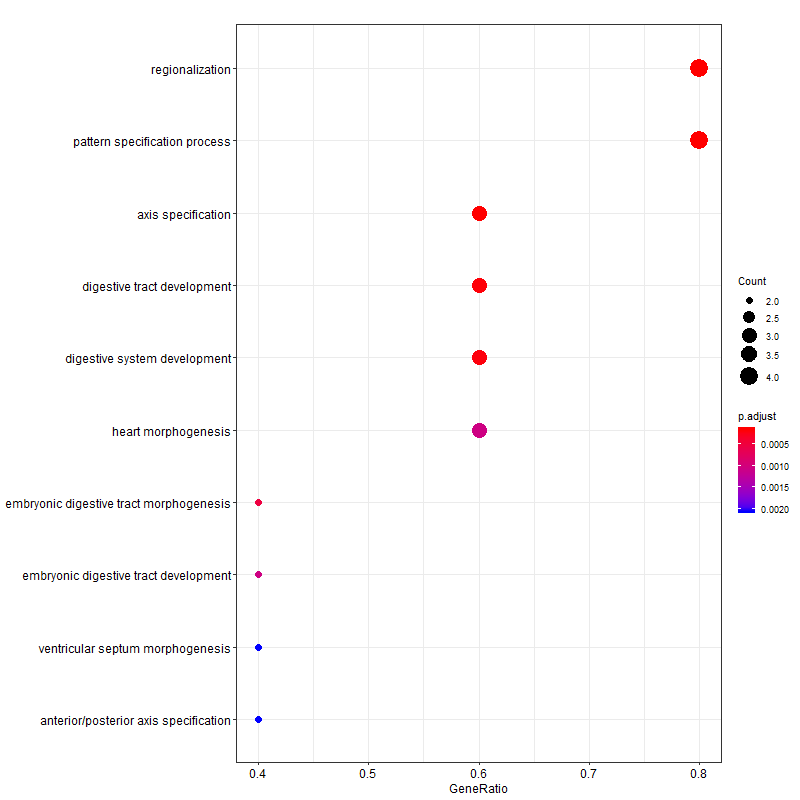 regionalization
pattern specification process
axis specification
digestive tract development
digestive system development
heart morphogenesis
embryonic digestive tract morphogenesis
embryonic digestive tract development
ventricular septum morphogenesis
anterior/posterior axis specification
0.4 0.5 0.6 0.7 0.8
GeneRatio
Count
2.0
2.5
3.0
3.5
4.0
p.adjust
0.0005
0.0010
0.0015
0.0020